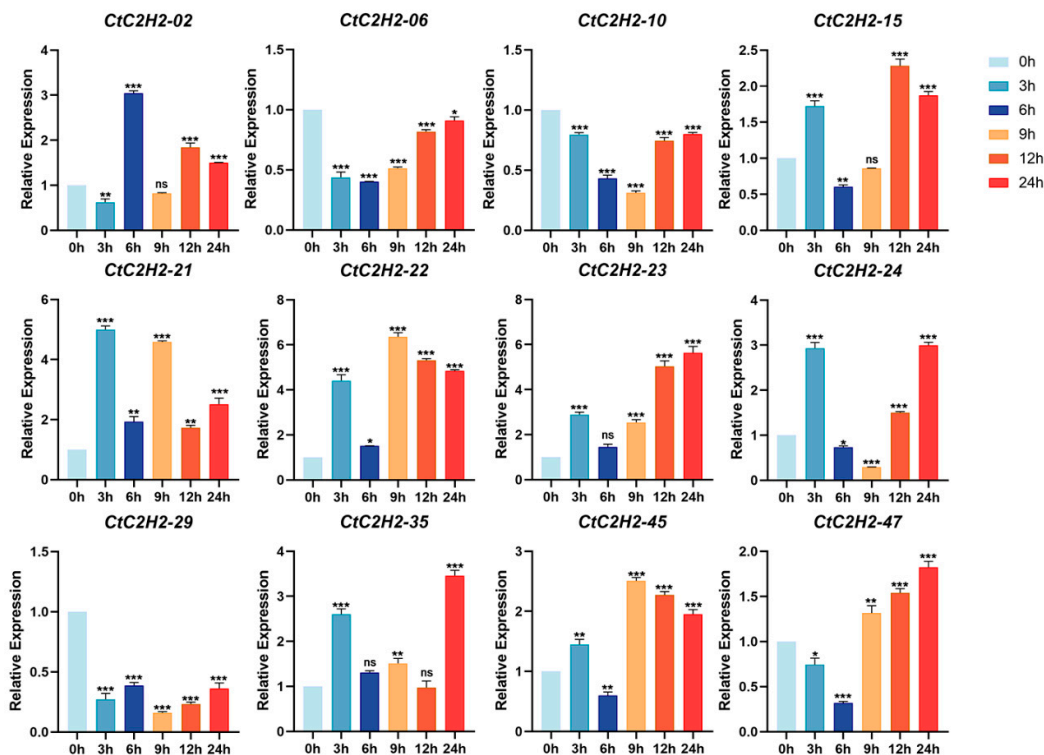 CtC2H2-02 CtC2H2-06 CtC2H2-10 CtC2H2-15
Relative Expression
4
3
2
1
0
** *** ns *** ***
0h 3h 6h 9h 12h 24h
Relative Expression
1.5
1.0
0.5
0.0
*** *** *** *** *
0h 3h 6h 9h 12h 24h
Relative Expression
1.5
1.0
0.5
0.0
*** *** *** *** ***
0h 3h 6h 9h 12h 24h
Relative Expression
2.5
2.0
1.5
1.0
0.5
0.0
*** ** ns *** ***
0h 3h 6h 9h 12h 24h
0h
3h
6h
9h
12h
24h
CtC2H2-21 CtC2H2-22 CtC2H2-23 CtC2H2-24
Relative Expression
6
4
2
0
*** ** *** ** ***
0h 3h 6h 9h 12h 24h
Relative Expression
8
6
4
2
0
*** * *** *** ***
0h 3h 6h 9h 12h 24h
Relative Expression
8
6
4
2
0
*** ns *** *** ***
0h 3h 6h 9h 12h 24h
Relative Expression
4
3
2
1
0
*** * *** *** ***
0h 3h 6h 9h 12h 24h
CtC2H2-29 CtC2H2-35 CtC2H2-45 CtC2H2-47
Relative Expression
1.5
1.0
0.5
0.0
*** *** *** *** ***
0h 3h 6h 9h 12h 24h
Relative Expression
4
3
2
1
0
*** ns ** ns ***
0h 3h 6h 9h 12h 24h
Relative Expression
3
2
1
0
** ** *** *** ***
0h 3h 6h 9h 12h 24h
Relative Expression
2.0
1.5
1.0
0.5
0.0
* *** ** *** ***
0h 3h 6h 9h 12h 24h